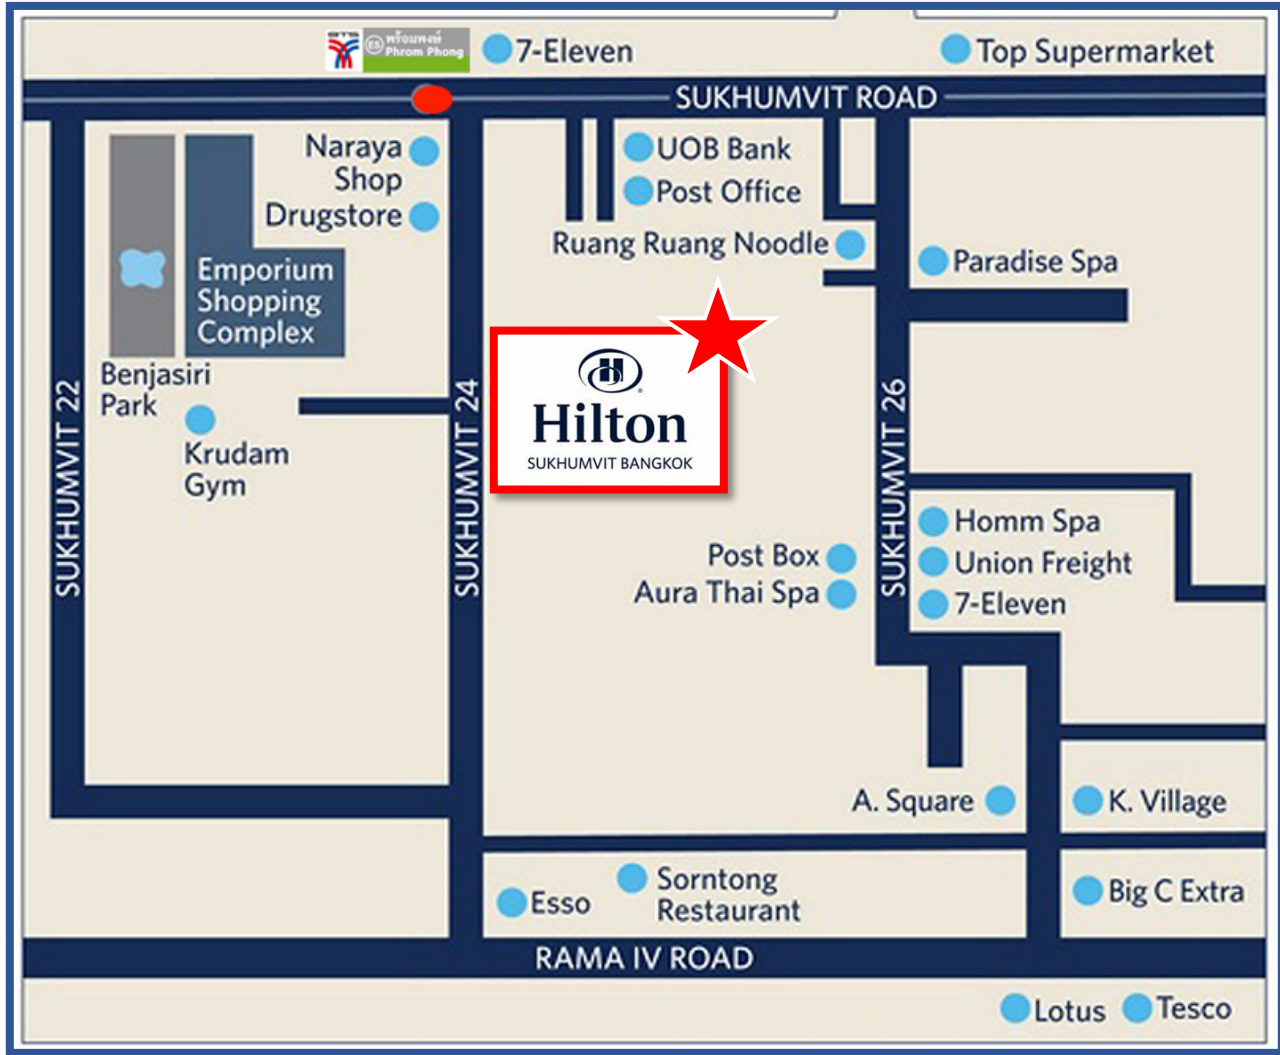 BTS
E5 พร้อมพงษ์
Phrom Phong
7-Eleven
Top Supermarket
SUKHUMVIT ROAD
Naraya
Shop
Drugstore
UOB Bank
Post Office
Ruang Ruang Noodle
Paradise Spa
Emporium
Shopping
Complex
Benjasiri
Park
Krudam
Gym
SUKHUMVIT 22
SUKHUMVIT 24
H
Hilton
SUKHUMVIT BANGKOK
SUKHUMVIT 26
Homm Spa
Union Freight
7-Eleven
Post Box
Aura Thai Spa
A. Square
K. Village
Esso
Sorntong
Restaurant
Big C Extra
RAMA IV ROAD
Lotus
Tesco